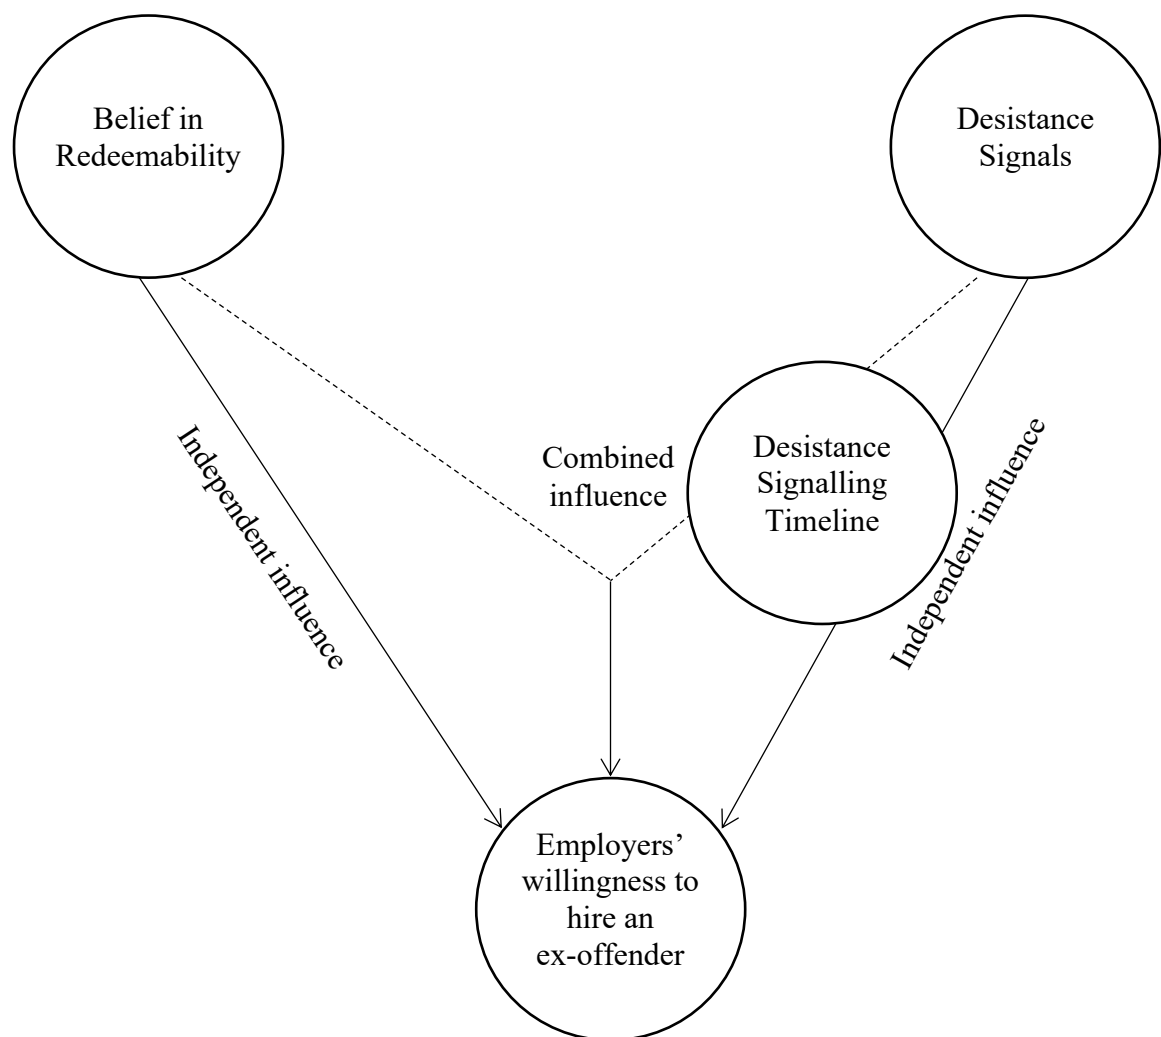 Belief in
Redeemability
Desistance
Signals
Combined
influence
Desistance
Signalling
Timeline
Independent influence
Independent influence
Employers’
willingness to
hire an
ex-offender